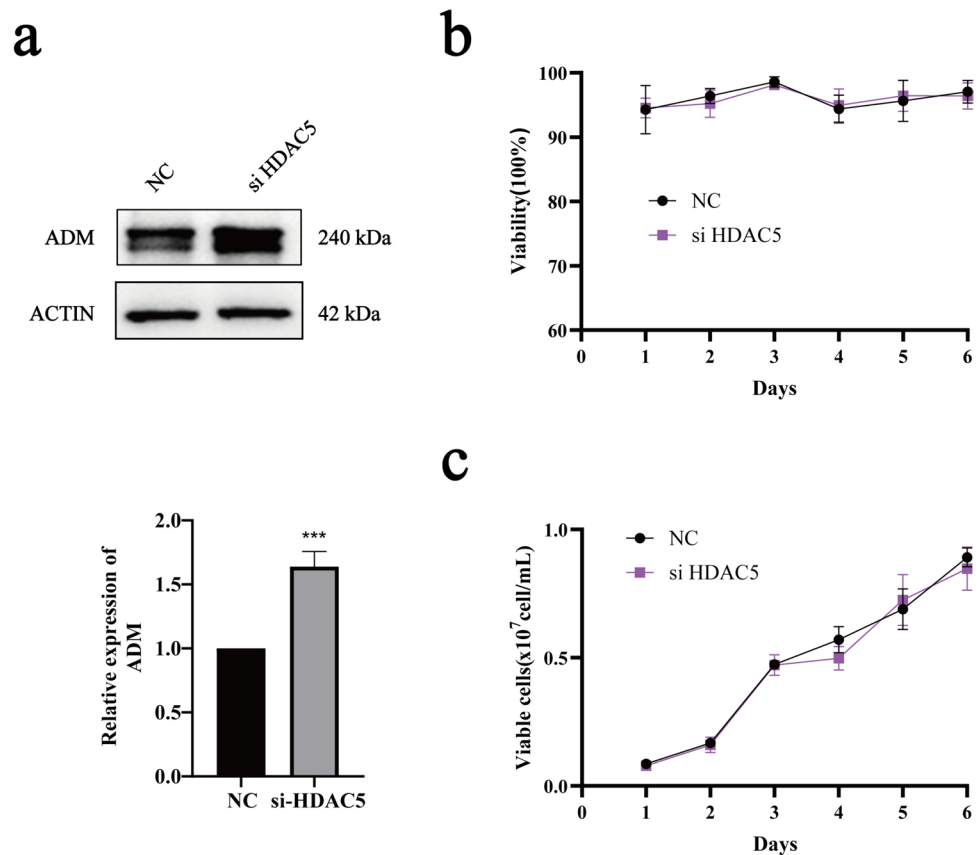 a
NC
si HDAC5
ADM
240 kDa
ACTIN
42 kDa
Relative expression of
ADM
2.0
1.5
1.0
0.5
0.0
***
NC
si-HDAC5
b
Viability(100%)
100
90
80
70
60
NC
si HDAC5
0
1
2
3
4
5
6
Days
c
Viable cells(x10⁷cell/mL)
1.0
0.5
0.0
NC
si HDAC5
0
1
2
3
4
5
6
Days